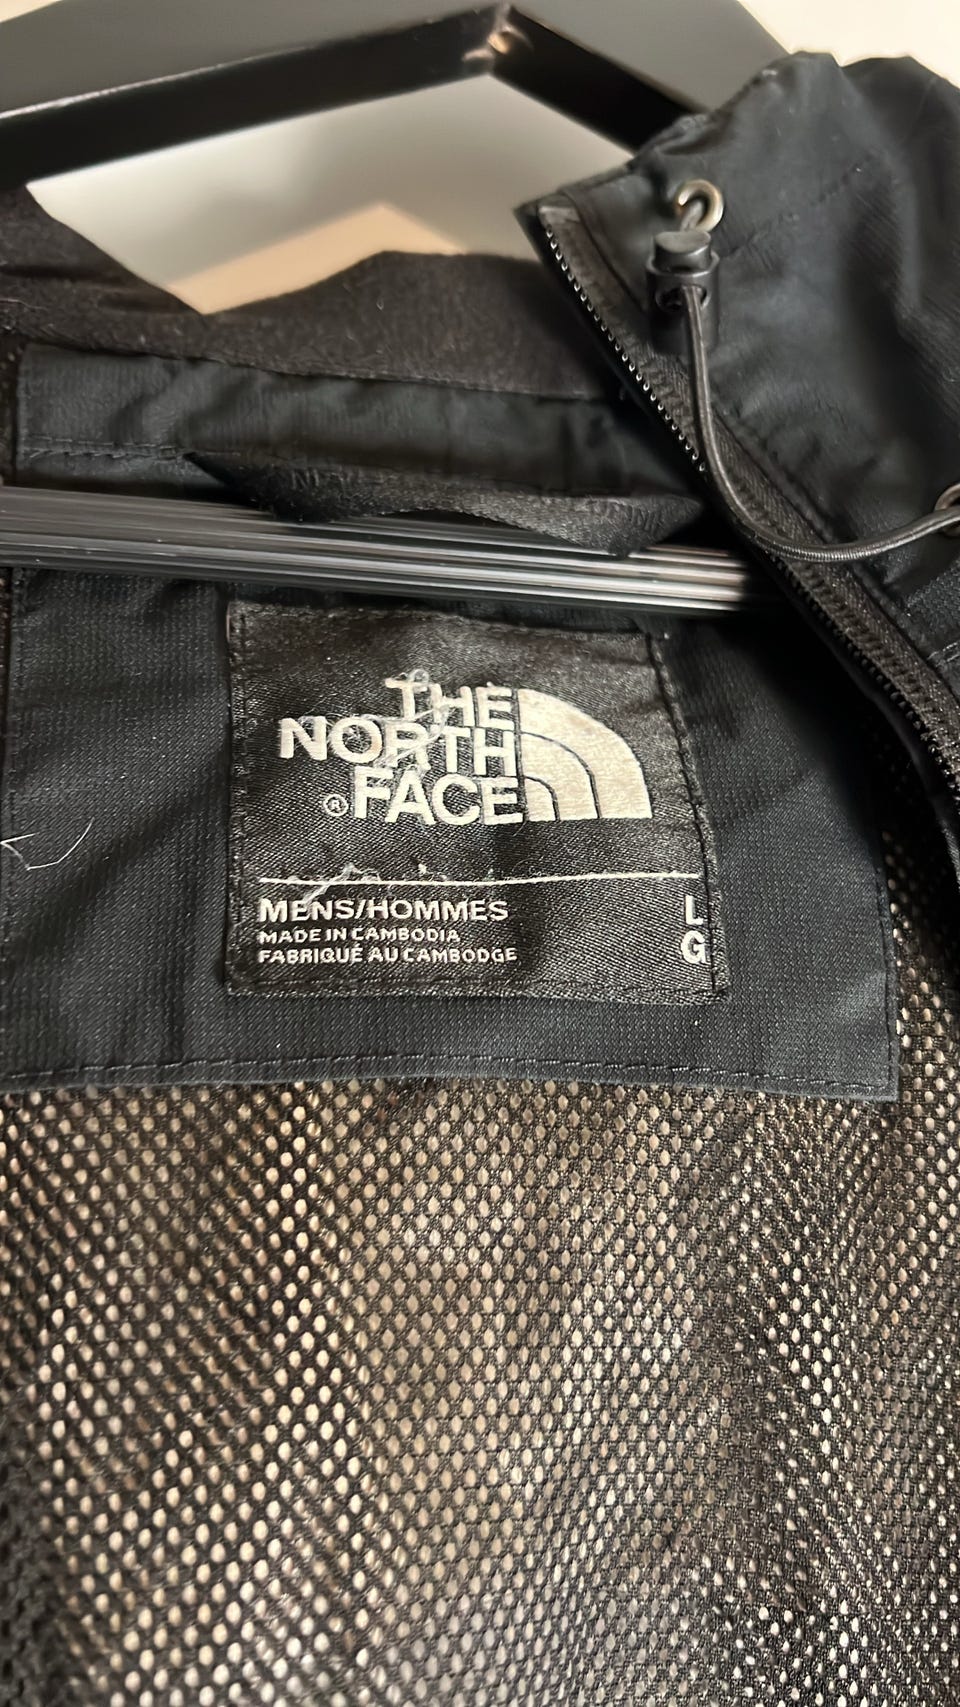 THE
NORTH
® FACE
MENS/HOMMES L
MADE IN CAMBODIA
FABRIQUÉ AU CAMBODGE G